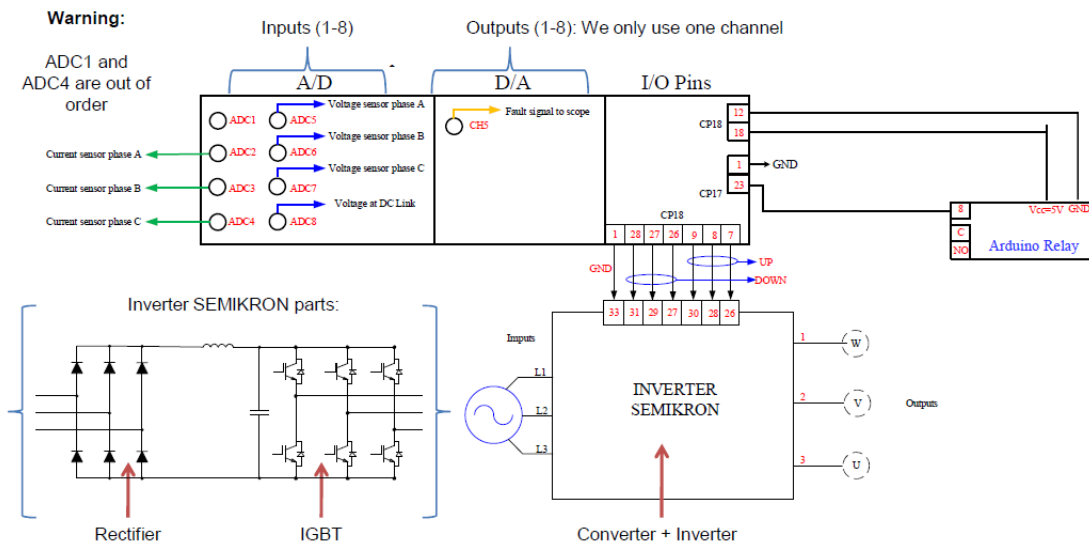 Warning:
ADC1 and
ADC4 are out of
order
Inputs (1-8)
Outputs (1-8): We only use one channel
A/D
D/A
I/O Pins
ADC1
ADC5
Voltage sensor phase A
ADC2
ADC6
Voltage sensor phase B
Current sensor phase A
ADC3
ADC7
Voltage sensor phase C
Current sensor phase B
ADC4
ADC8
Voltage at DC Link
Current sensor phase C
CH5
Fault signal to scope
CP18
12
18
1
GND
CP17
23
CP18
1 28 27 26 9 8 7
8
Vcc=5V
GND
C
NO
Arduino Relay
GND
UP
DOWN
33 31 29 27 30 28 26
Inverter SEMIKRON parts:
Rectifier
IGBT
Imputs
L1
L2
L3
INVERTER
SEMIKRON
1
W
2
V
Outputs
3
U
Converter + Inverter